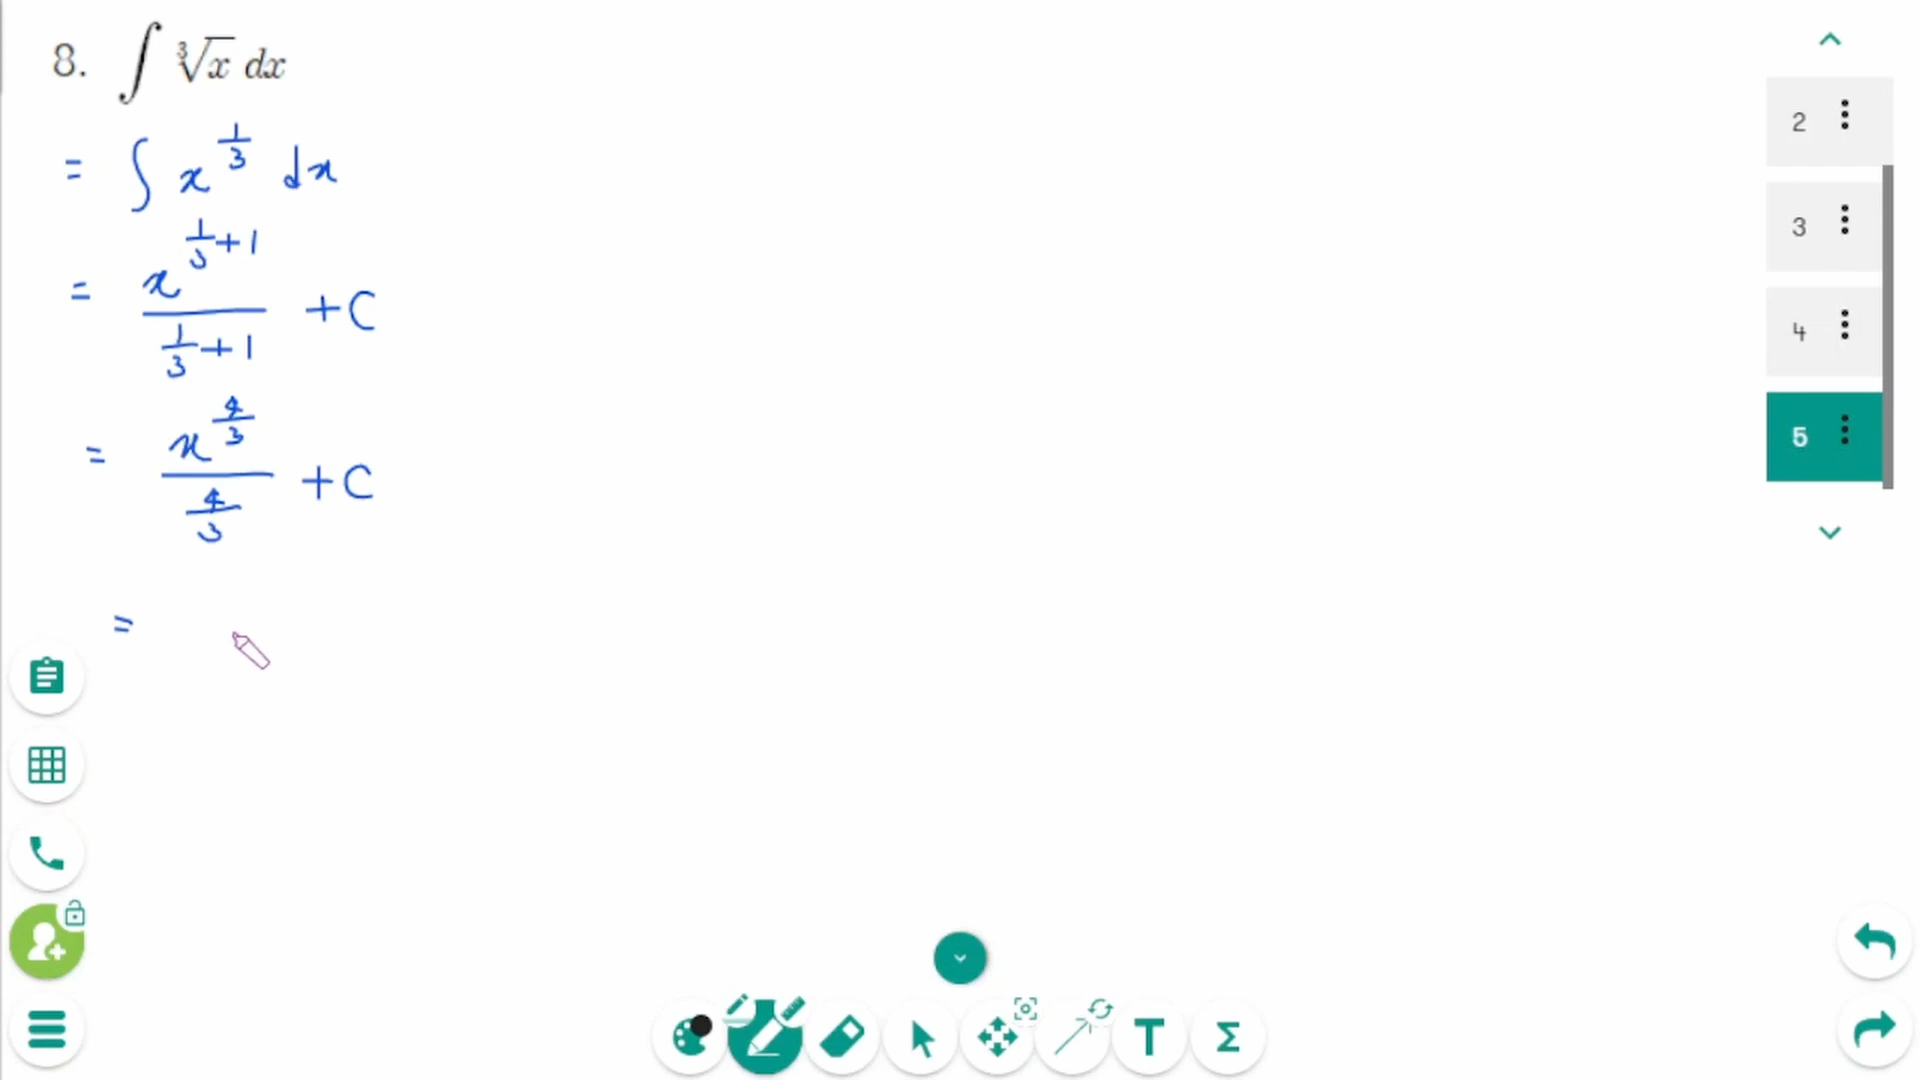 8. ∫ ∛x dx
= ∫ x^(1/3) dx
= x^(1/3+1) / (1/3+1) + C
= x^(4/3) / (4/3) + C
=
2
3
4
5
T
Σ